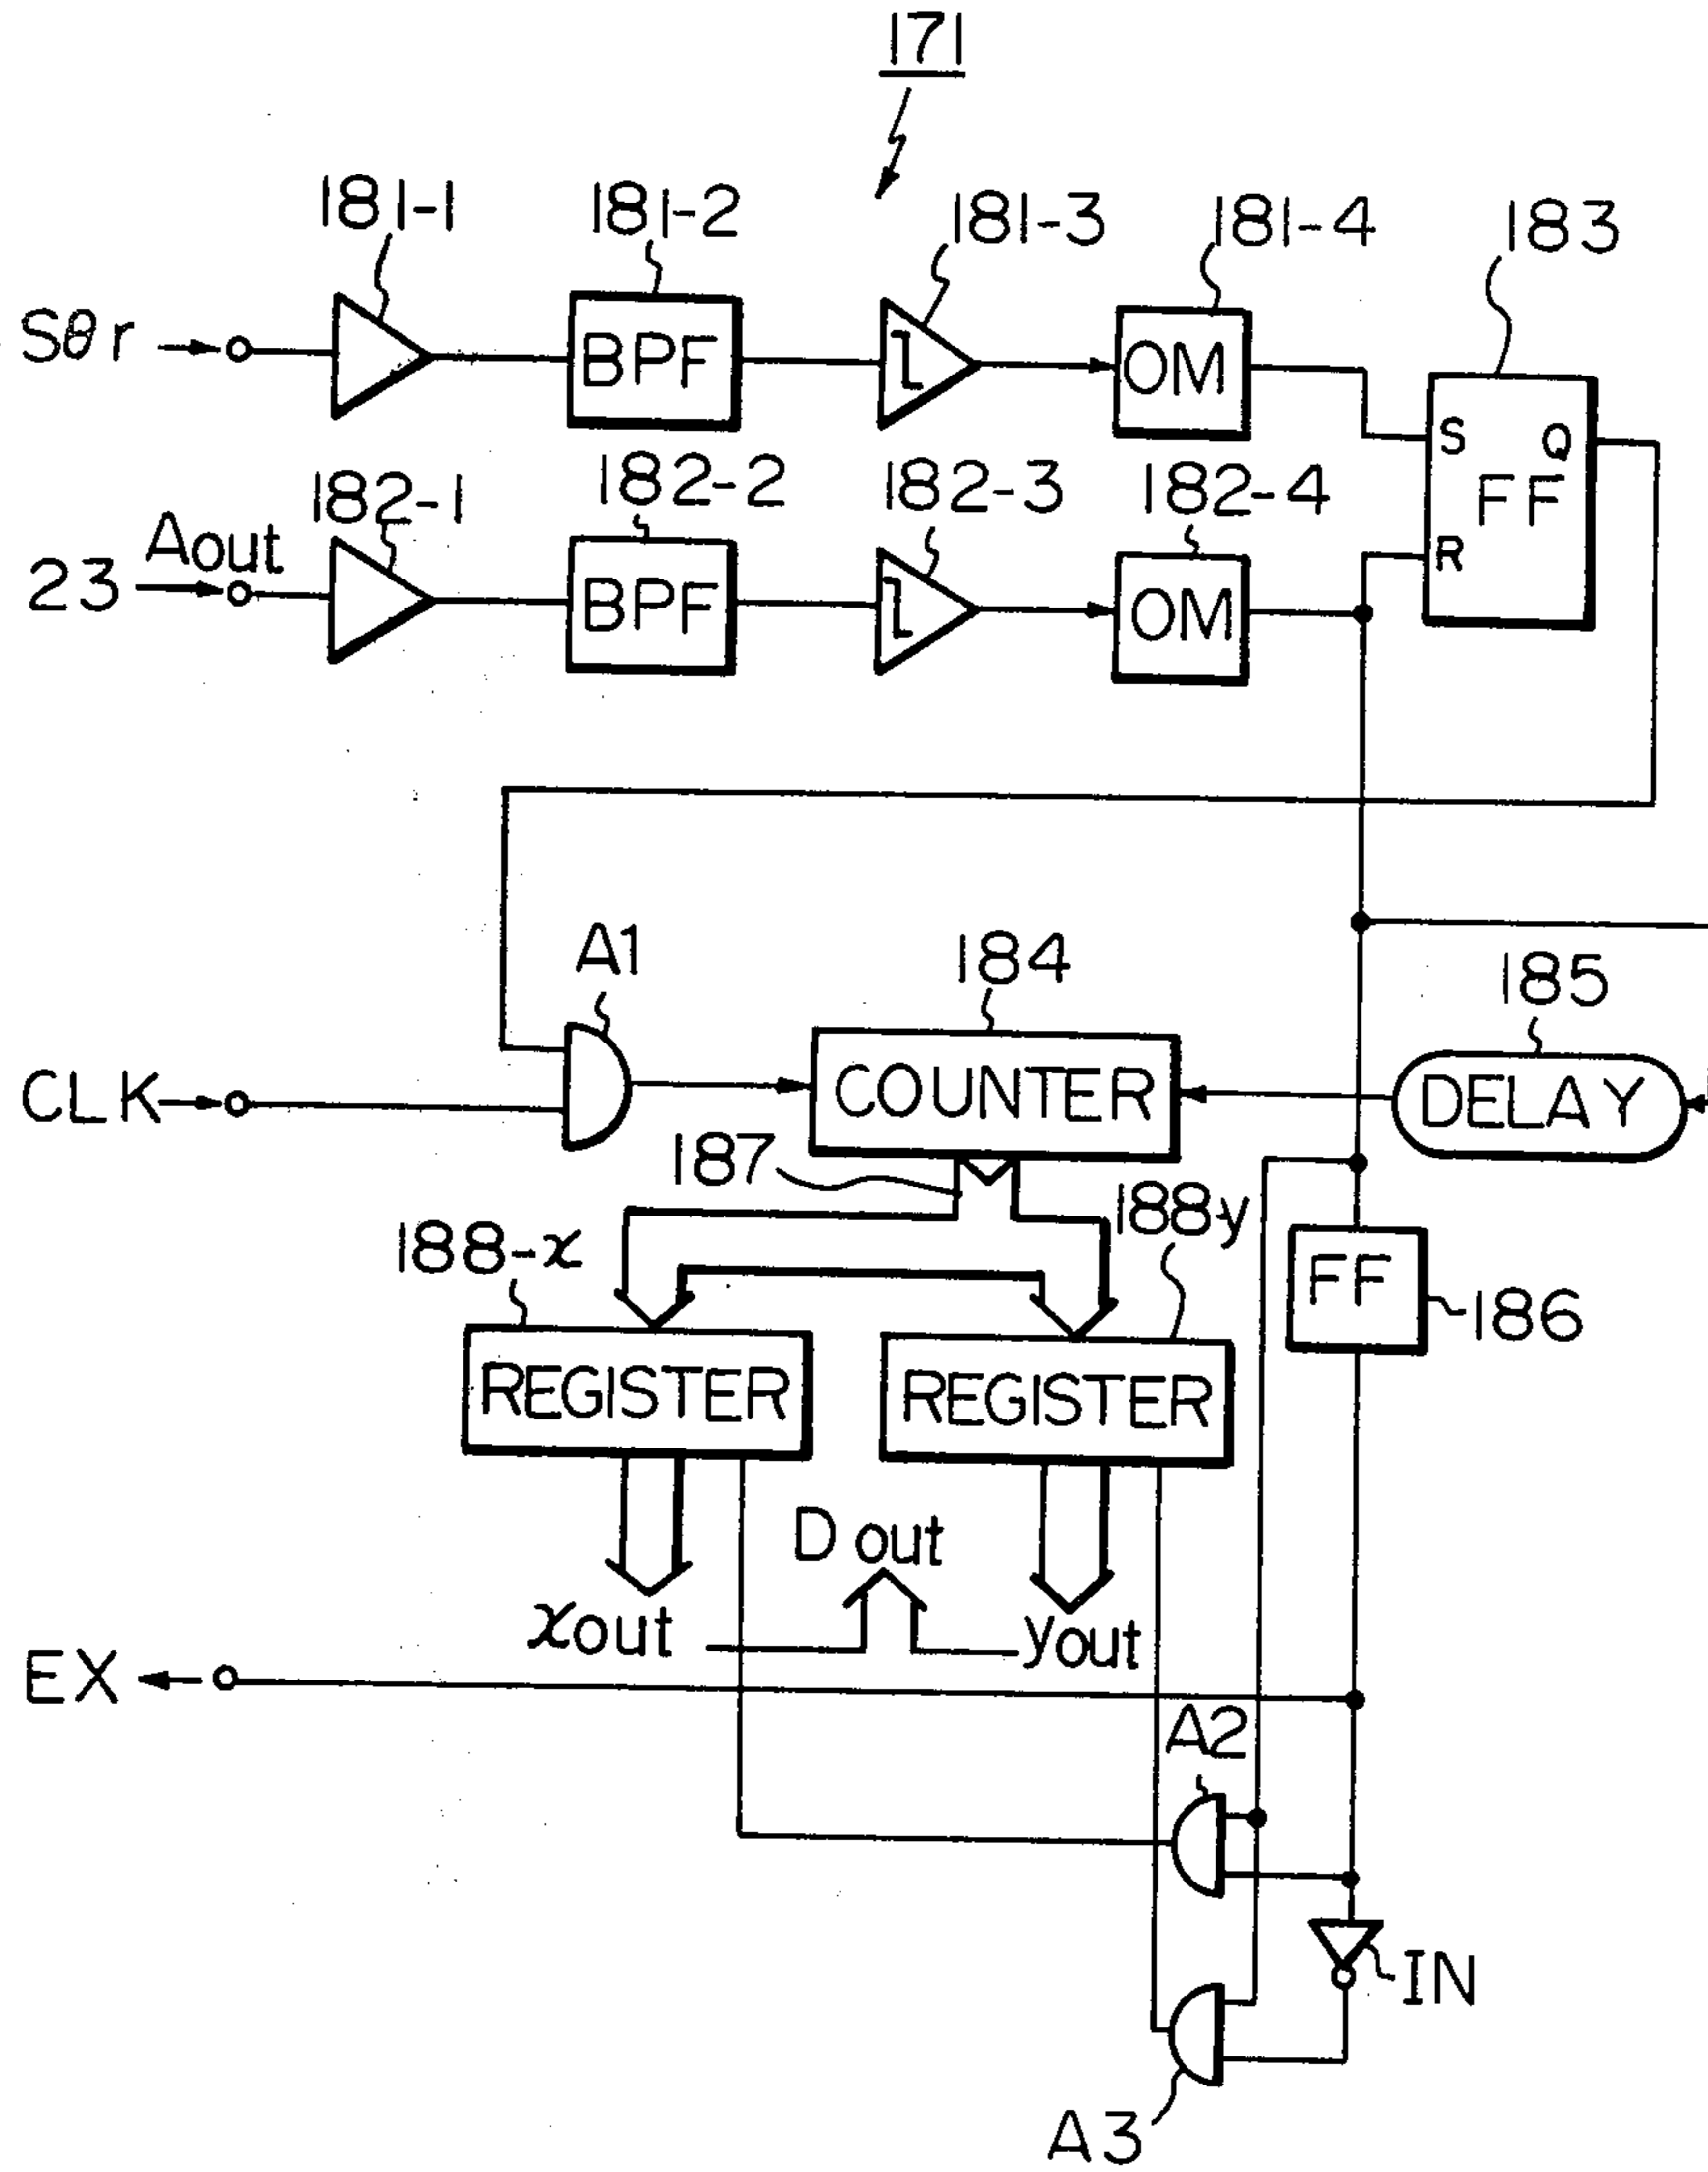 171
181-1
181-2
181-3
181-4
183
Sθr
BPF
OM
S
Q
FF
R
182-1
182-2
182-3
182-4
Aout
23
BPF
OM
A1
184
185
CLK
COUNTER
DELAY
187
188-x
188y
FF
186
REGISTER
REGISTER
Dout
xout
yout
EX
A2
IN
A3